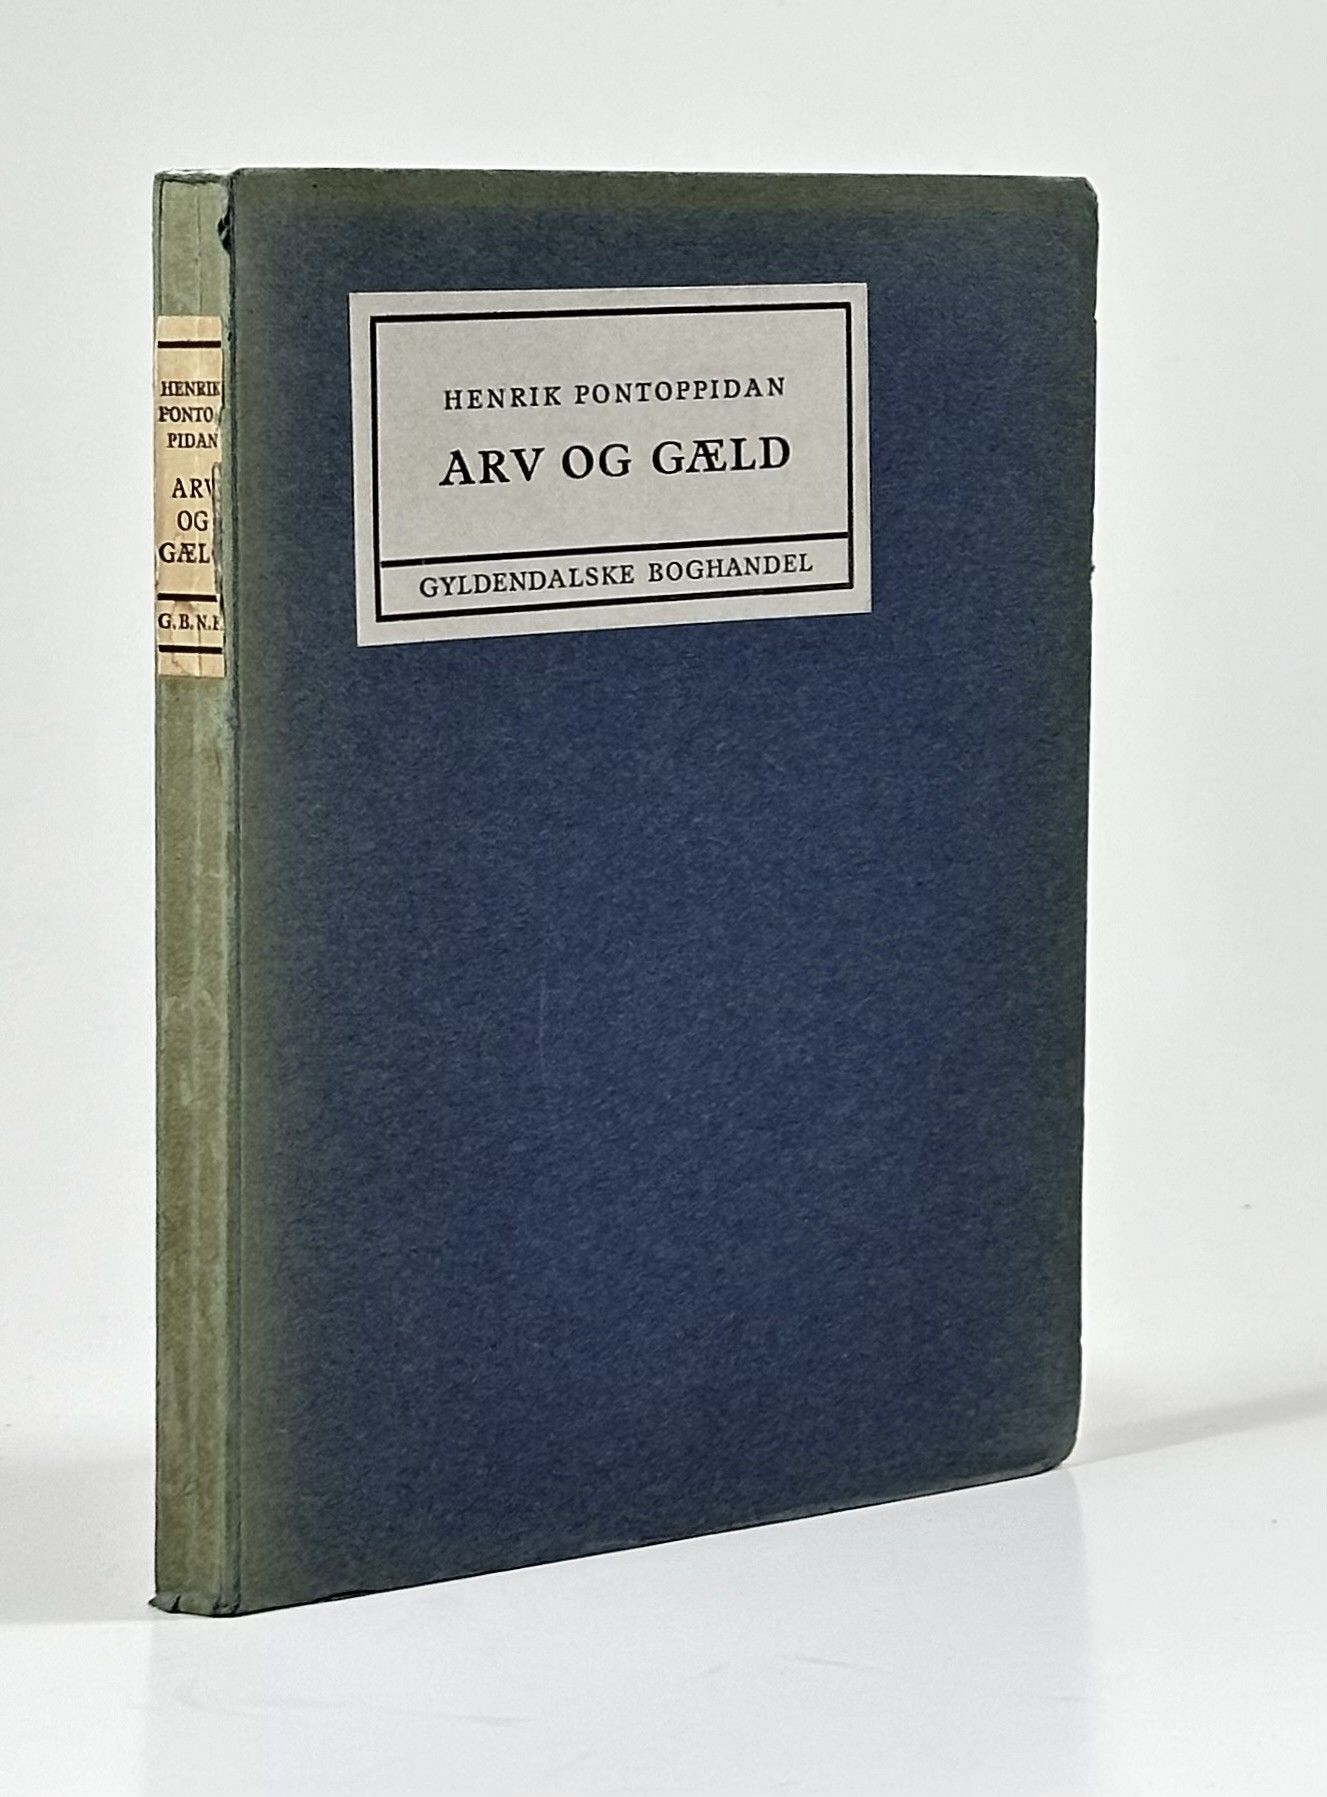 HENRIK
PONTO
PIDAN
ARV
OG
GÆL
G.B.N.F.
HENRIK PONTOPPIDAN
ARV OG GÆLD
GYLDENDALSKE BOGHANDEL